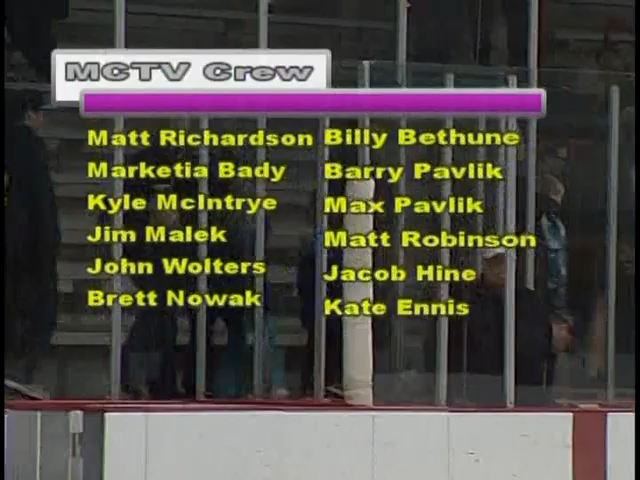 MCTV Crew
Matt Richardson
Marketia Bady
Kyle McIntrye
Jim Malek
John Wolters
Brett Nowak
Billy Bethune
Barry Pavlik
Max Pavlik
Matt Robinson
Jacob Hine
Kate Ennis